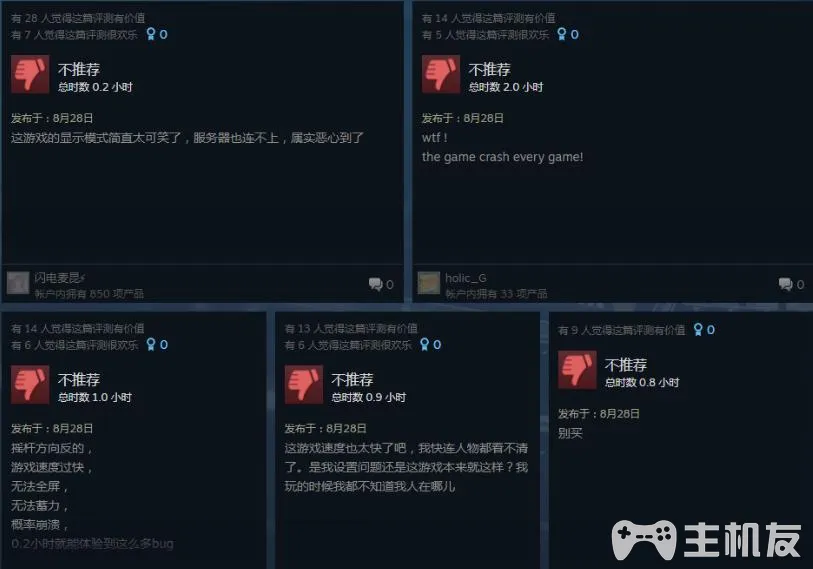 有 28 人觉得这篇评测有价值
有 7 人觉得这篇评测很欢乐 0
不推荐
总时数 0.2 小时
发布于：8月28日
这游戏的显示模式简直太可笑了，服务器也连不上，属实恶心到了
闪电麦昆⚡
帐户内拥有 850 项产品
0
有 14 人觉得这篇评测有价值
有 5 人觉得这篇评测很欢乐 0
不推荐
总时数 2.0 小时
发布于：8月28日
wtf !
the game crash every game!
holic_G
帐户内拥有 33 项产品
0
有 14 人觉得这篇评测有价值
有 6 人觉得这篇评测很欢乐 0
不推荐
总时数 1.0 小时
发布于：8月28日
摇杆方向反的，
游戏速度过快，
无法全屏，
无法蓄力，
概率崩溃，
0.2小时就能体验到这么多bug
有 13 人觉得这篇评测有价值
有 6 人觉得这篇评测很欢乐 0
不推荐
总时数 0.9 小时
发布于：8月28日
这游戏速度也太快了吧，我快连人物都看不清
了。是我设置问题还是这游戏本来就这样？我
玩的时候我都不知道我人在哪儿
有 9 人觉得这篇评测有价值 0
不推荐
总时数 0.8 小时
发布于：8月28日
别买
主机友